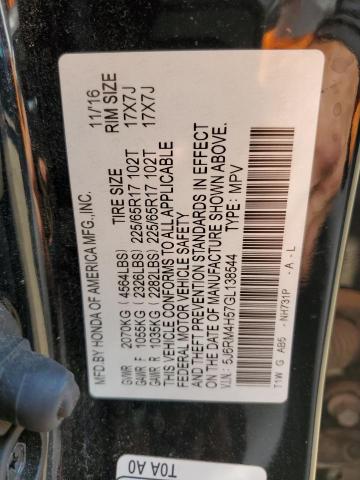 MFD.BY HONDA OF AMERICA MFG.,INC. 11/16
TIRE SIZE RIM SIZE
GVWR 2070KG (4564LBS)
GAWR F 1055KG (2326LBS) 225/65R17 102T 17X7J
GAWR R 1035KG (2282LBS) 225/65R17 102T 17X7J
THIS VEHICLE CONFORMS TO ALL APPLICABLE
FEDERAL MOTOR VEHICLE SAFETY
AND THEFT PREVENTION STANDARDS IN EFFECT
ON THE DATE OF MANUFACTURE SHOWN ABOVE.
V.I.N.: 5J6RM4H57GL138544 TYPE: MPV
T1W G AB5 NH731P - A - L
T0A A0